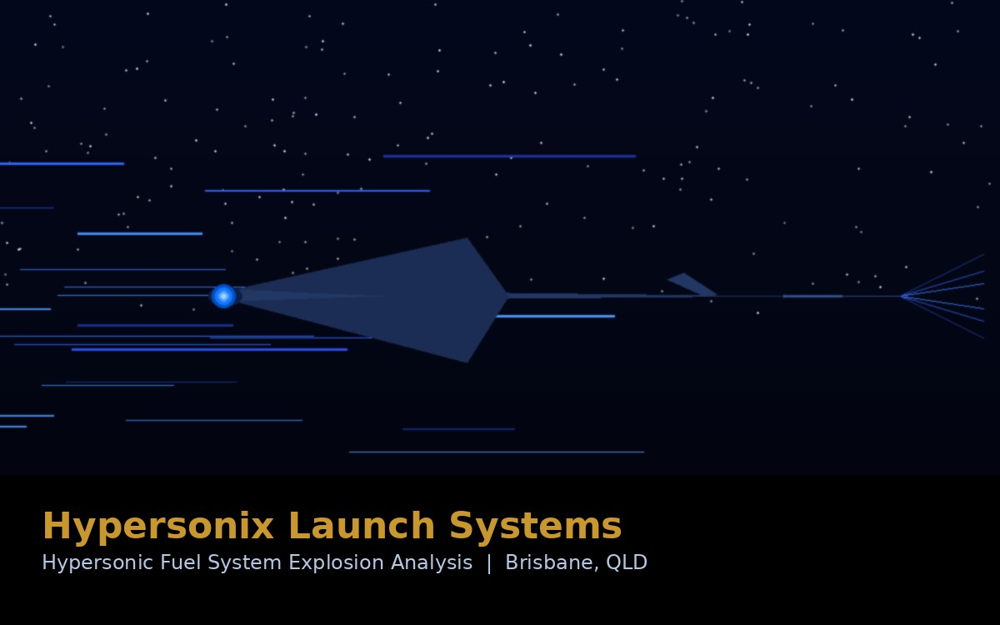 Hypersonix Launch Systems
Hypersonic Fuel System Explosion Analysis | Brisbane, QLD